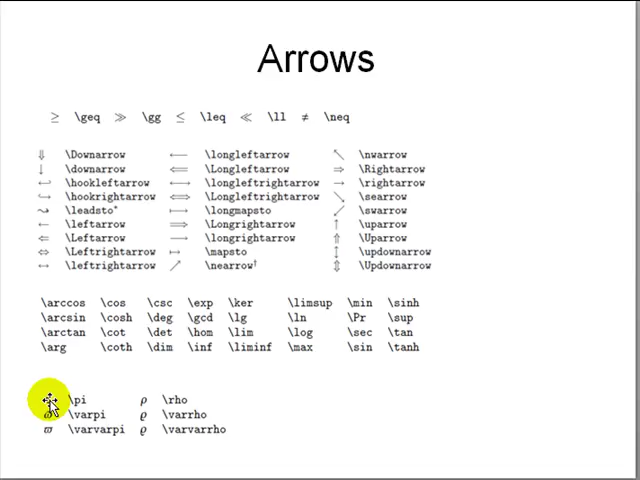 Arrows
≥ \geq ≫ \gg ≤ \leq ≪ \ll ≠ \neq
⇓ \Downarrow ⟵ \longleftarrow ↖ \nwarrow
↓ \downarrow ⟸ \Longleftarrow ⇒ \Rightarrow
↩ \hookleftarrow ⟷ \longleftrightarrow → \rightarrow
↪ \hookrightarrow ⟺ \Longleftrightarrow ↘ \searrow
⇝ \leadsto* ⟼ \longmapsto ↙ \swarrow
← \leftarrow ⟹ \Longrightarrow ↑ \uparrow
⇐ \Leftarrow ⟶ \longrightarrow ⇑ \Uparrow
⇔ \Leftrightarrow ↦ \mapsto ↕ \updownarrow
↔ \leftrightarrow ↗ \nearrow† ⇕ \Updownarrow
\arccos \cos \csc \exp \ker \limsup \min \sinh
\arcsin \cosh \deg \gcd \lg \ln \Pr \sup
\arctan \cot \det \hom \lim \log \sec \tan
\arg \coth \dim \inf \liminf \max \sin \tanh
\pi ρ \rho
ϖ \varpi ϱ \varrho
ϖ \varvarpi ϱ \varvarrho